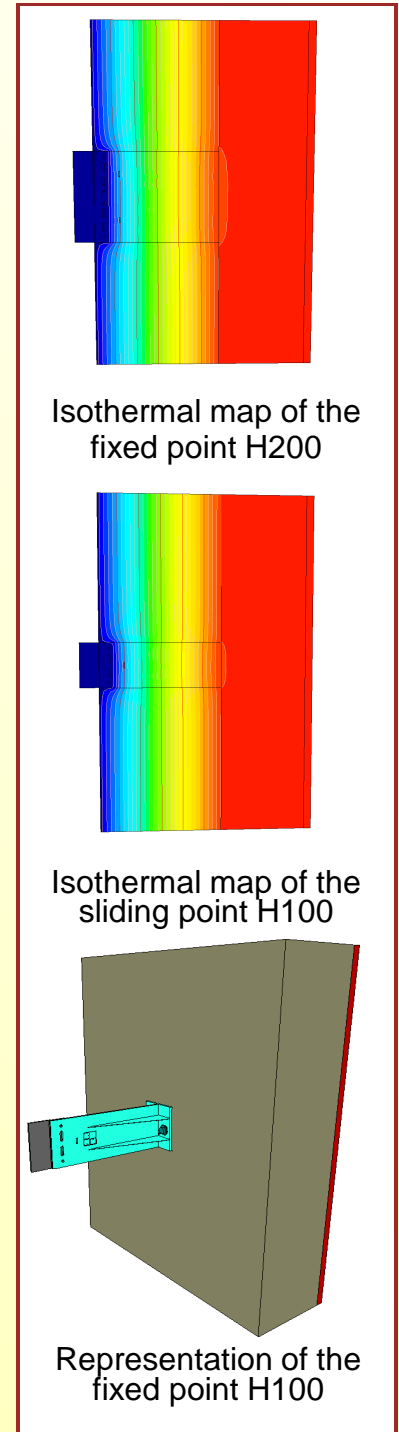 Isothermal map of the
fixed point H200
Isothermal map of the
sliding point H100
Representation of the
fixed point H100